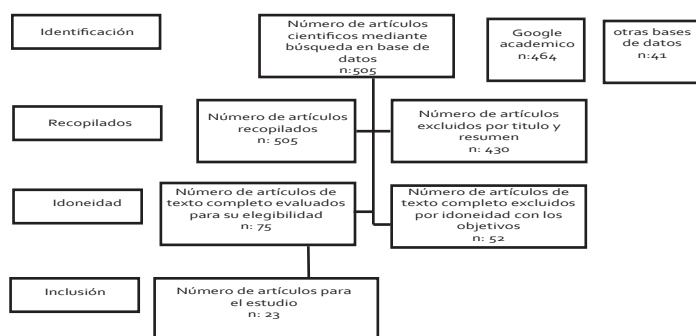 Identificación
Número de artículos
cientificos mediante
búsqueda en base de
datos
n:505
Google
academico
n:464
otras bases
de datos
n:41
Recopilados
Número de artículos
recopilados
n: 505
Número de artículos
excluidos por titulo y
resumen
n: 430
Idoneidad
Número de artículos de
texto completo evaluados
para su elegibilidad
n: 75
Número de artículos de
texto completo excluidos
por idoneidad con los
objetivos
n: 52
Inclusión
Número de artículos para
el estudio
n: 23